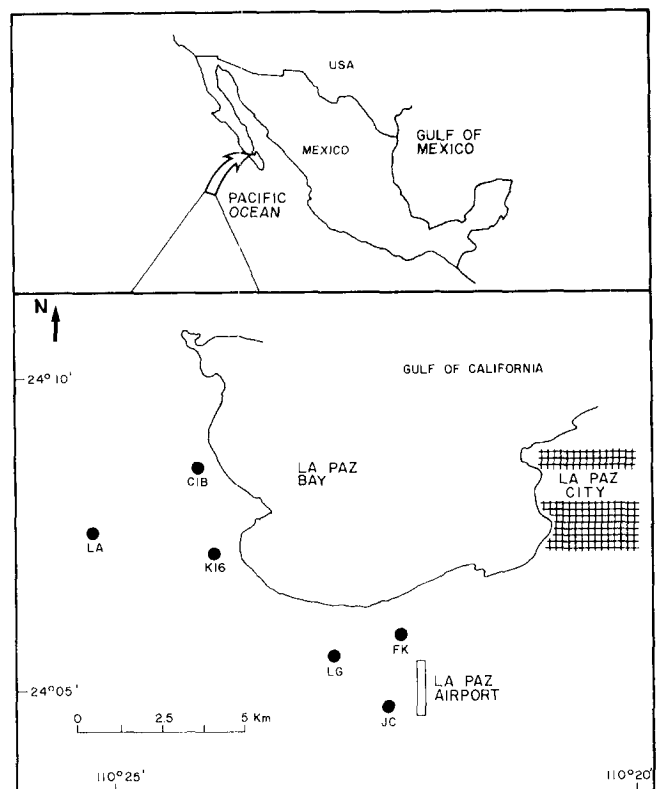 USA
GULF OF
MEXICO
MEXICO
PACIFIC
OCEAN
N
24° 10'
GULF OF CALIFORNIA
LA PAZ
BAY
LA PAZ
CITY
CIB
LA
K16
FK
LG
LA PAZ
AIRPORT
24° 05'
JC
0 2.5 5 Km
110° 25'
110° 20'